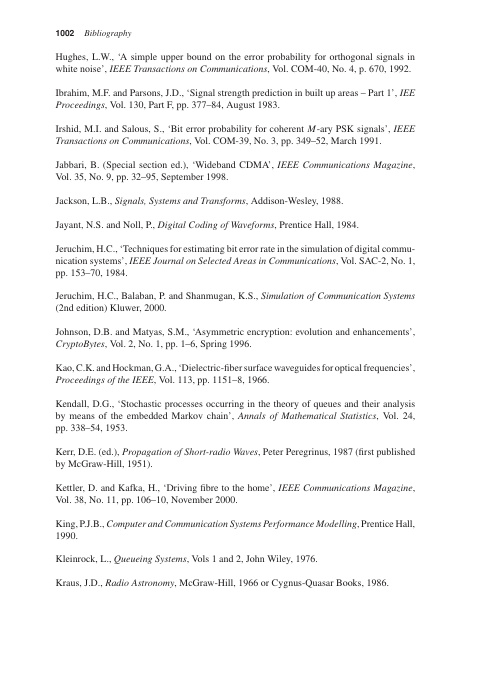 1002 Bibliography
Hughes, L.W., ‘A simple upper bound on the error probability for orthogonal signals in
white noise’, IEEE Transactions on Communications, Vol. COM-40, No. 4, p. 670, 1992.
Ibrahim, M.F. and Parsons, J.D., ‘Signal strength prediction in built up areas – Part 1’, IEE
Proceedings, Vol. 130, Part F, pp. 377–84, August 1983.
Irshid, M.I. and Salous, S., ‘Bit error probability for coherent M-ary PSK signals’, IEEE
Transactions on Communications, Vol. COM-39, No. 3, pp. 349–52, March 1991.
Jabbari, B. (Special section ed.), ‘Wideband CDMA’, IEEE Communications Magazine,
Vol. 35, No. 9, pp. 32–95, September 1998.
Jackson, L.B., Signals, Systems and Transforms, Addison-Wesley, 1988.
Jayant, N.S. and Noll, P., Digital Coding of Waveforms, Prentice Hall, 1984.
Jeruchim, H.C., ‘Techniques for estimating bit error rate in the simulation of digital commu-
nication systems’, IEEE Journal on Selected Areas in Communications, Vol. SAC-2, No. 1,
pp. 153–70, 1984.
Jeruchim, H.C., Balaban, P. and Shanmugan, K.S., Simulation of Communication Systems
(2nd edition) Kluwer, 2000.
Johnson, D.B. and Matyas, S.M., ‘Asymmetric encryption: evolution and enhancements’,
CryptoBytes, Vol. 2, No. 1, pp. 1–6, Spring 1996.
Kao, C.K. and Hockman, G.A., ‘Dielectric-fiber surface waveguides for optical frequencies’,
Proceedings of the IEEE, Vol. 113, pp. 1151–8, 1966.
Kendall, D.G., ‘Stochastic processes occurring in the theory of queues and their analysis
by means of the embedded Markov chain’, Annals of Mathematical Statistics, Vol. 24,
pp. 338–54, 1953.
Kerr, D.E. (ed.), Propagation of Short-radio Waves, Peter Peregrinus, 1987 (first published
by McGraw-Hill, 1951).
Kettler, D. and Kafka, H., ‘Driving fibre to the home’, IEEE Communications Magazine,
Vol. 38, No. 11, pp. 106–10, November 2000.
King, P.J.B., Computer and Communication Systems Performance Modelling, Prentice Hall,
1990.
Kleinrock, L., Queueing Systems, Vols 1 and 2, John Wiley, 1976.
Kraus, J.D., Radio Astronomy, McGraw-Hill, 1966 or Cygnus-Quasar Books, 1986.